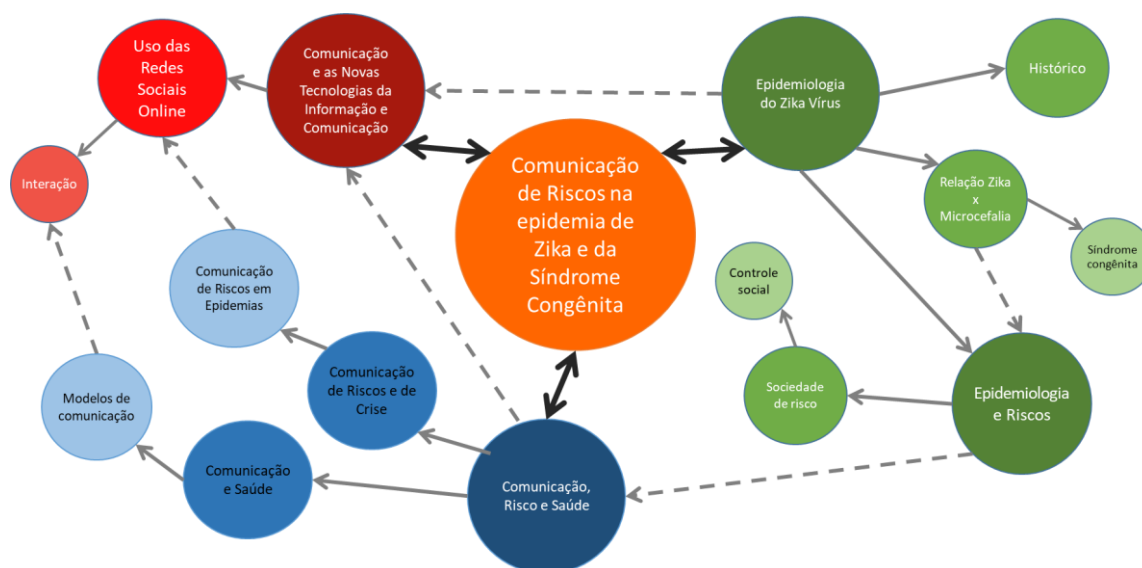 Uso das
Redes
Sociais
Online
Comunicação
e as Novas
Tecnologias da
Informação e
Comunicação
Epidemiologia
do Zika Vírus
Histórico
Interação
Comunicação
de Riscos na
epidemia de
Zika e da
Síndrome
Congênita
Relação Zika
x
Microcefalia
Síndrome
congênita
Comunicação
de Riscos em
Epidemias
Controle
social
Comunicação
de Riscos e de
Crise
Sociedade
de risco
Epidemiologia
e Riscos
Modelos de
comunicação
Comunicação
e Saúde
Comunicação,
Risco e Saúde